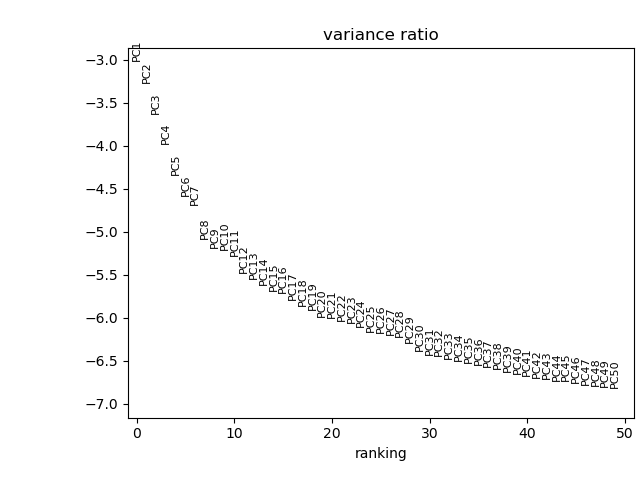 variance ratio
−3.0
−3.5
−4.0
−4.5
−5.0
−5.5
−6.0
−6.5
−7.0
PC1
PC2
PC3
PC4
PC5
PC6
PC7
PC8
PC9
PC10
PC11
PC12
PC13
PC14
PC15
PC16
PC17
PC18
PC19
PC20
PC21
PC22
PC23
PC24
PC25
PC26
PC27
PC28
PC29
PC30
PC31
PC32
PC33
PC34
PC35
PC36
PC37
PC38
PC39
PC40
PC41
PC42
PC43
PC44
PC45
PC46
PC47
PC48
PC49
PC50
0 10 20 30 40 50
ranking